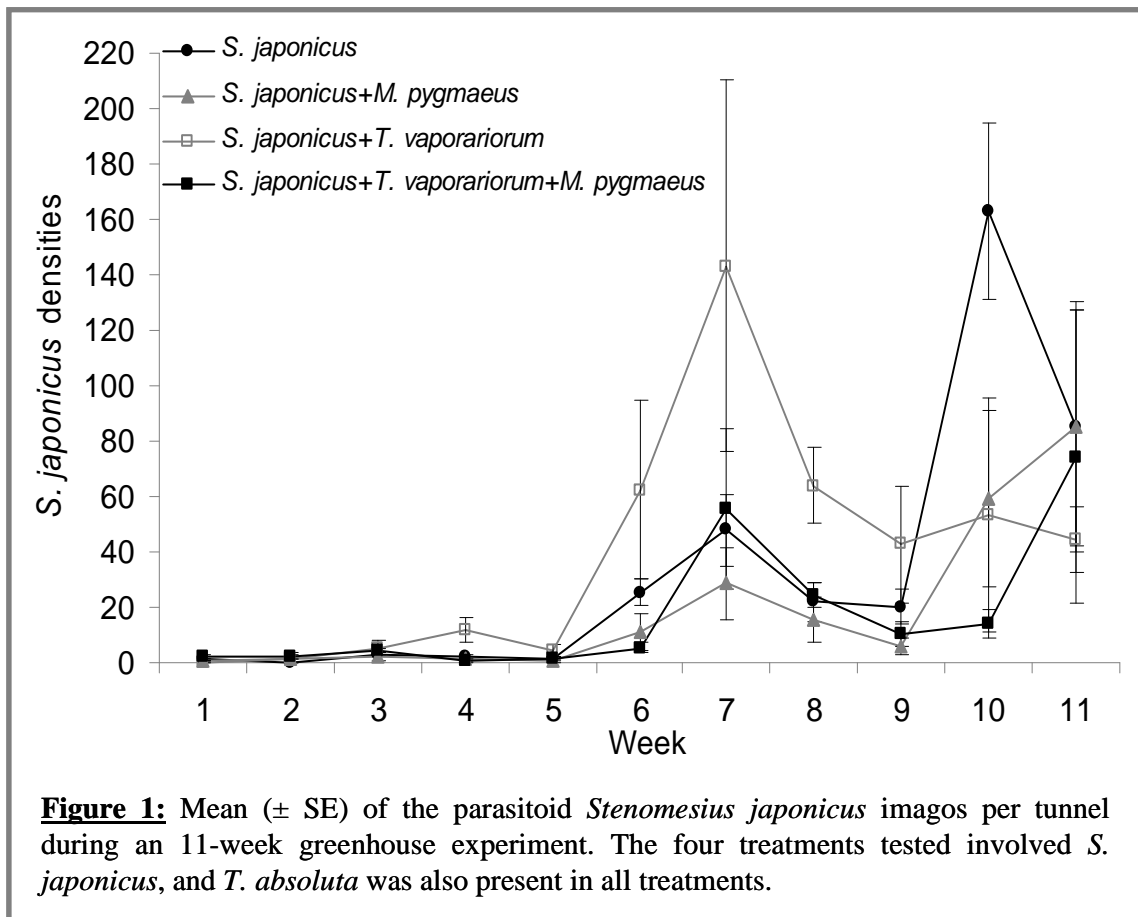 220
200
180
160
140
120
100
80
60
40
20
0
S. japonicus densities
S. japonicus
S. japonicus+M. pygmaeus
S. japonicus+T. vaporariorum
S. japonicus+T. vaporariorum+M. pygmaeus
1 2 3 4 5 6 7 8 9 10 11
Week
Figure 1: Mean (± SE) of the parasitoid Stenomesius japonicus imagos per tunnel
during an 11-week greenhouse experiment. The four treatments tested involved S.
japonicus, and T. absoluta was also present in all treatments.